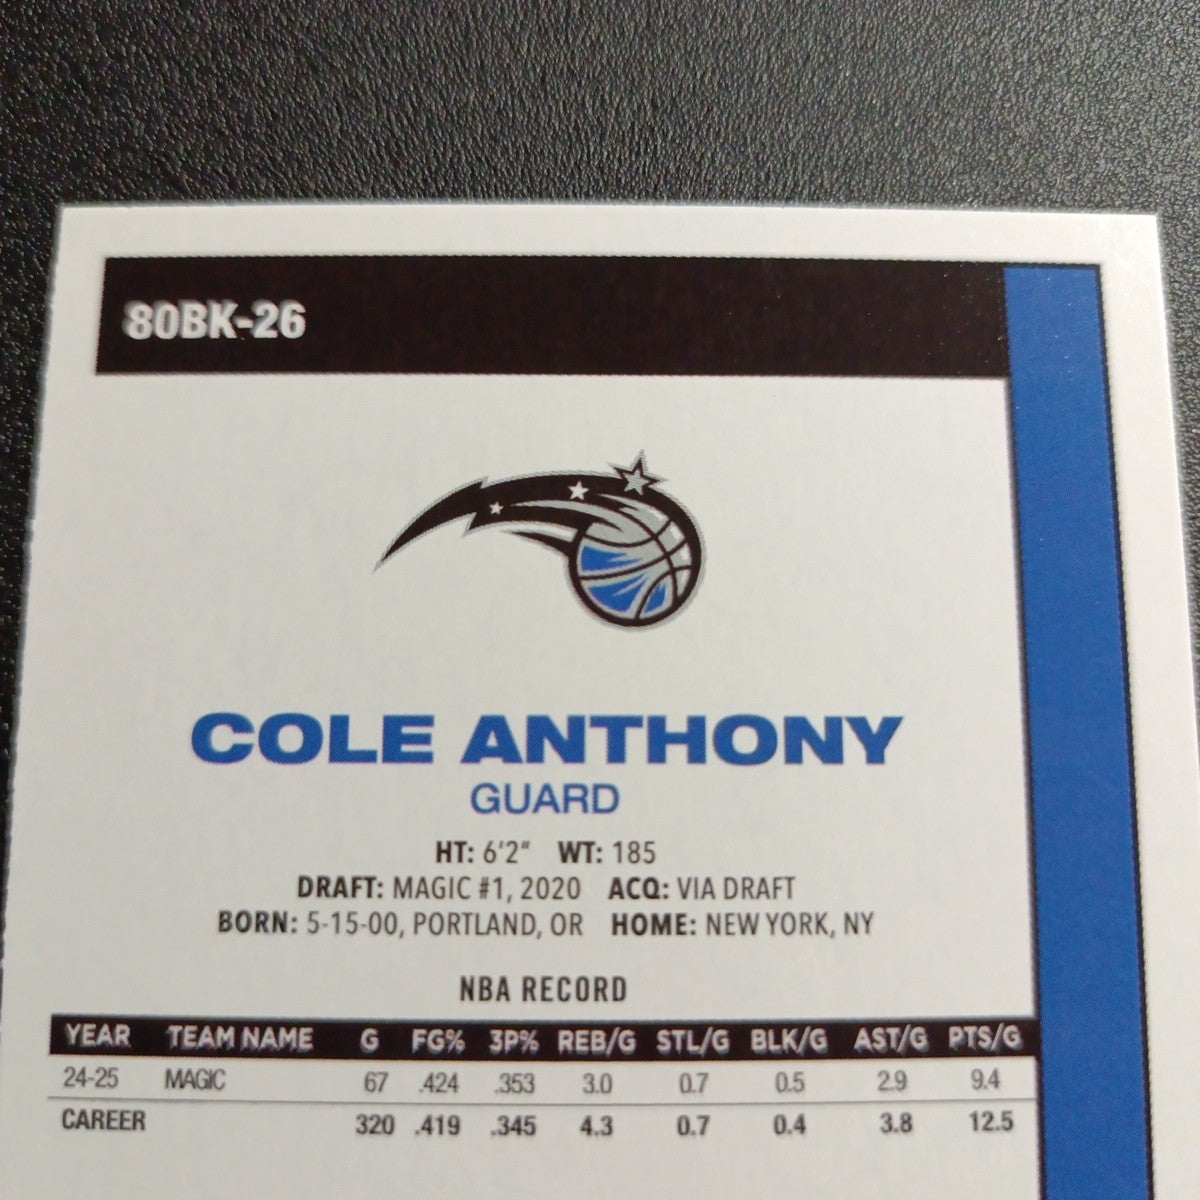 80BK-26
COLE ANTHONY
GUARD
HT: 6'2" WT: 185
DRAFT: MAGIC #1, 2020 ACQ: VIA DRAFT
BORN: 5-15-00, PORTLAND, OR HOME: NEW YORK, NY
NBA RECORD
YEAR TEAM NAME G FG% 3P% REB/G STL/G BLK/G AST/G PTS/G
24-25 MAGIC 67 .424 .353 3.0 0.7 0.5 2.9 9.4
CAREER 320 .419 .345 4.3 0.7 0.4 3.8 12.5